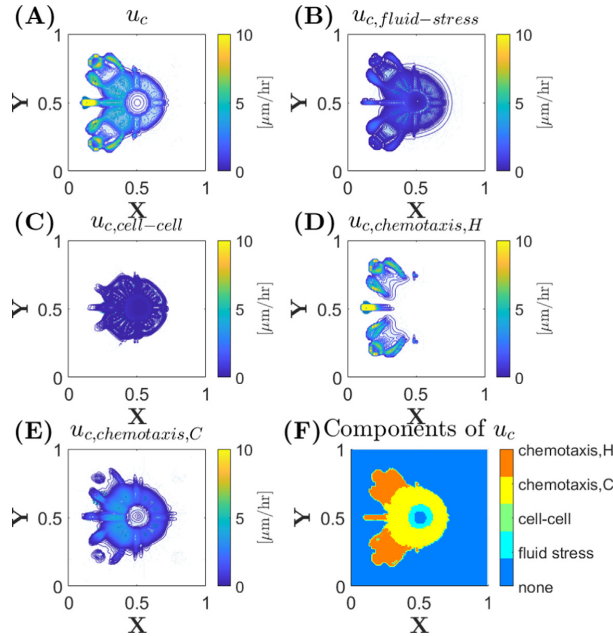 (A) u_c
(B) u_{c,fluid−stress}
Y
1
0.5
0
0 0.5 1
X
10
5
0
[μm/hr]
Y
1
0.5
0
0 0.5 1
X
10
5
0
[μm/hr]
(C) u_{c,cell−cell}
(D) u_{c,chemotaxis,H}
Y
1
0.5
0
0 0.5 1
X
10
5
0
[μm/hr]
Y
1
0.5
0
0 0.5 1
X
10
5
0
[μm/hr]
(E) u_{c,chemotaxis,C}
(F) Components of u_c
Y
1
0.5
0
0 0.5 1
X
10
5
0
[μm/hr]
Y
1
0.5
0
0 0.5 1
X
chemotaxis,H
chemotaxis,C
cell-cell
fluid stress
none